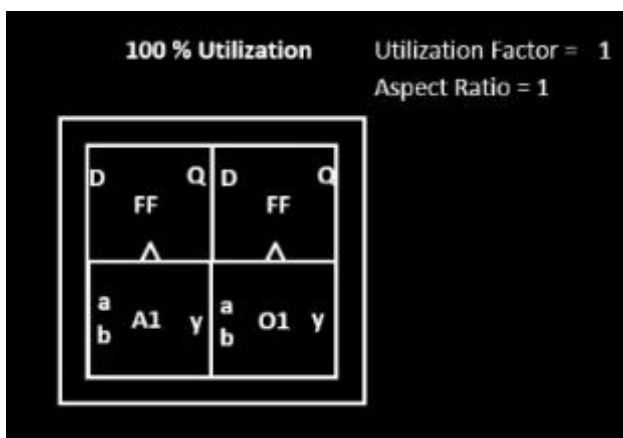 100 % Utilization
Utilization Factor = 1
Aspect Ratio = 1
D Q D Q
FF FF
a A1 y a O1 y
b b